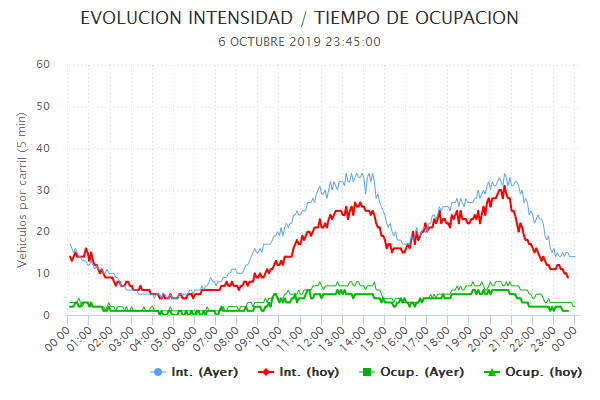 EVOLUCION INTENSIDAD / TIEMPO DE OCUPACION
6 OCTUBRE 2019 23:45:00
Vehículos por carril (5 min)
60
50
40
30
20
10
0
00:00 01:00 02:00 03:00 04:00 05:00 06:00 07:00 08:00 09:00 10:00 11:00 12:00 13:00 14:00 15:00 16:00 17:00 18:00 19:00 20:00 21:00 22:00 23:00 00:00
Int. (Ayer) Int. (hoy) Ocup. (Ayer) Ocup. (hoy)